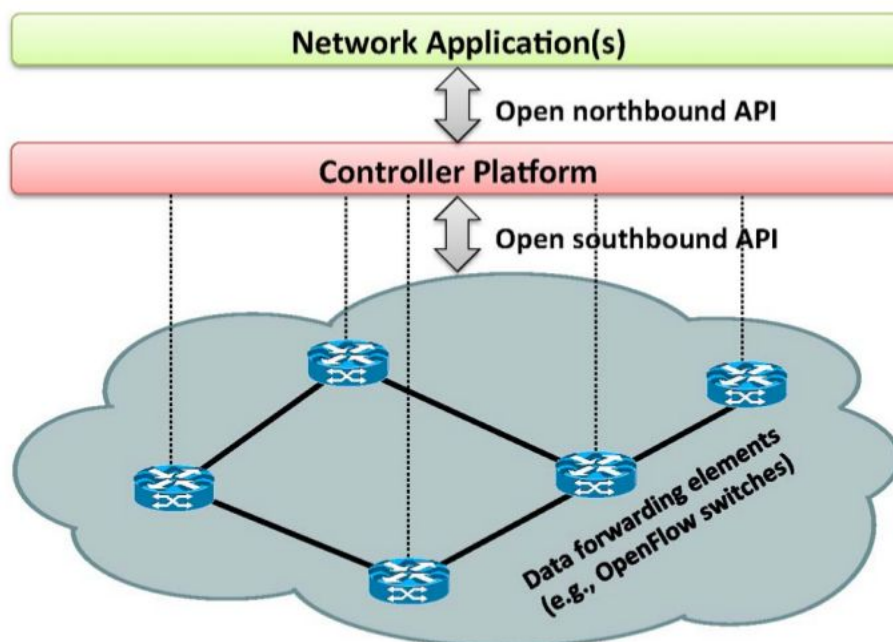 Network Application(s)
Open northbound API
Controller Platform
Open southbound API
Data forwarding elements
(e.g., OpenFlow switches)